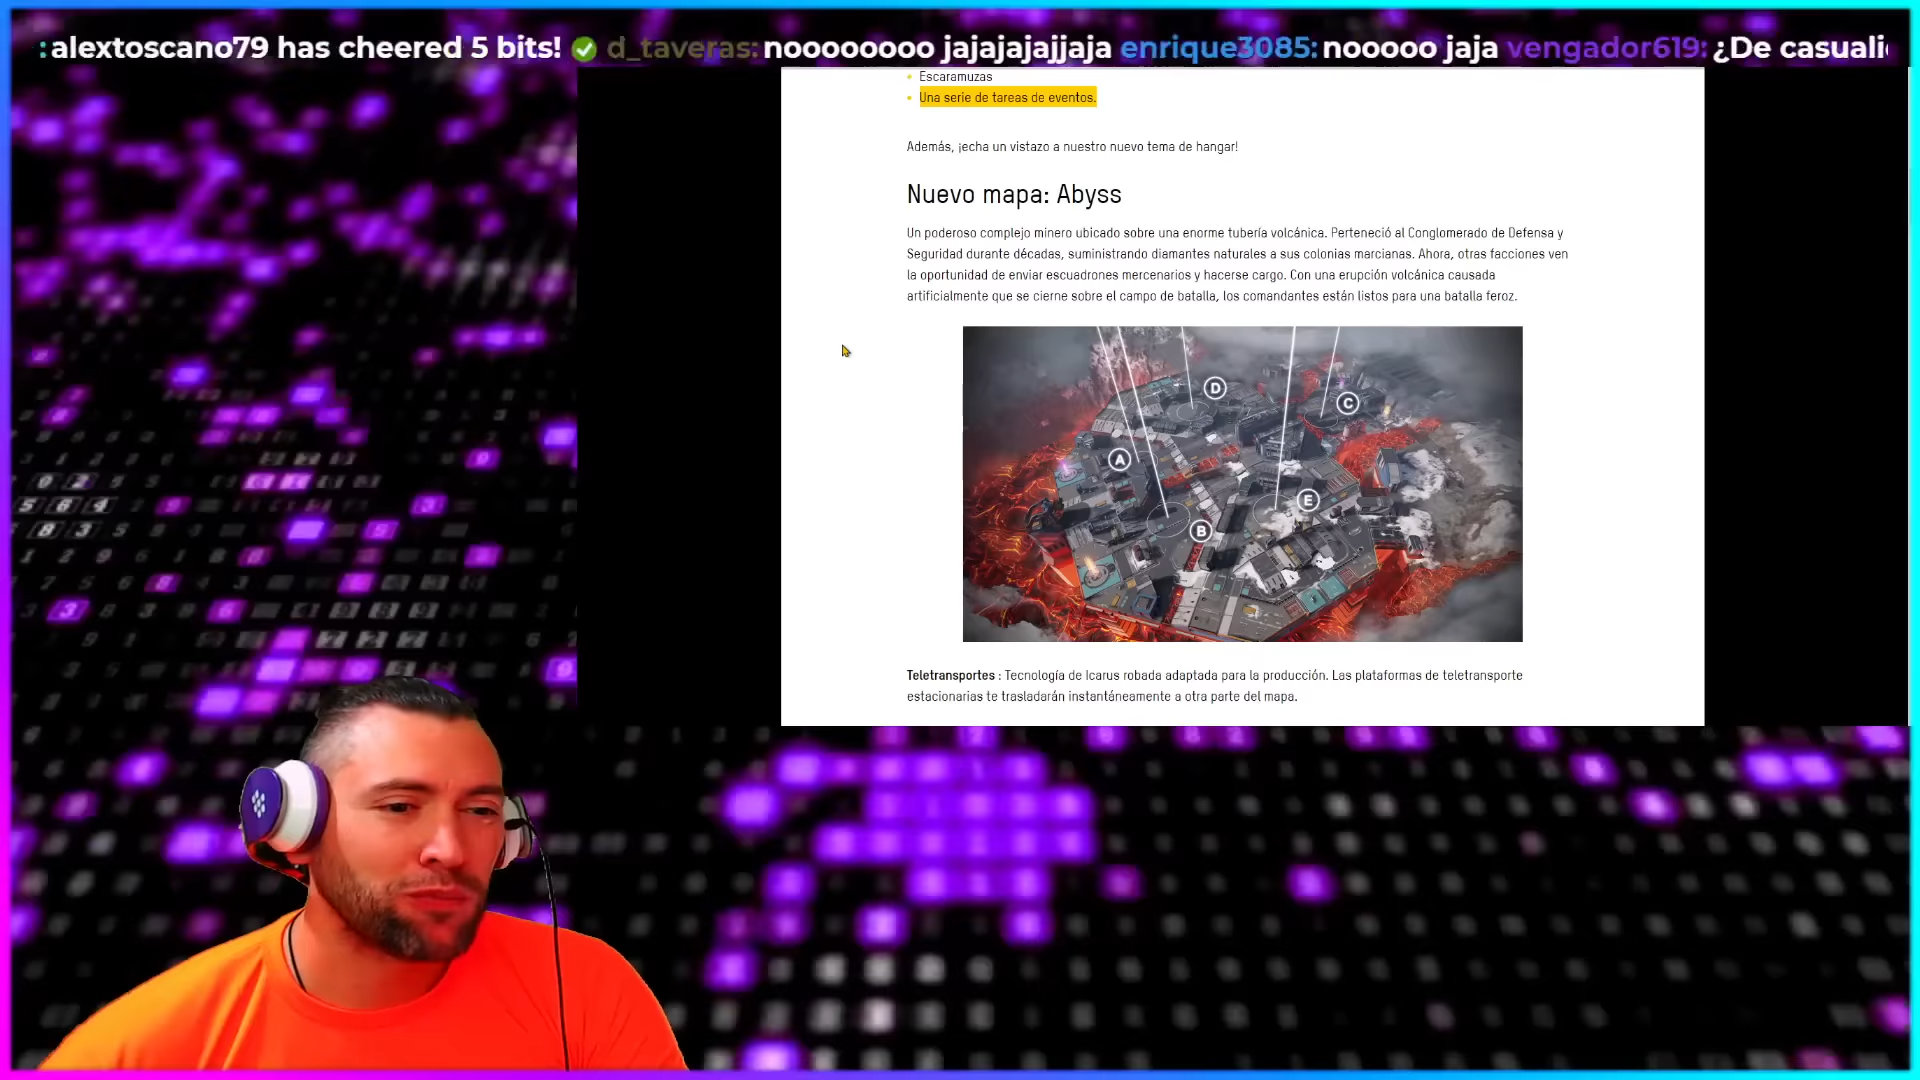 : alextoscano79 has cheered 5 bits! d_taveras: noooooooo jajajajajjaja enrique3085: nooooo jaja vengador619: ¿De casuali
Escaramuzas
Una serie de tareas de eventos.
Además, ¡echa un vistazo a nuestro nuevo tema de hangar!
Nuevo mapa: Abyss
Un poderoso complejo minero ubicado sobre una enorme tubería volcánica. Perteneció al Conglomerado de Defensa y
Seguridad durante décadas, suministrando diamantes naturales a sus colonias marcianas. Ahora, otras facciones ven
la oportunidad de enviar escuadrones mercenarios y hacerse cargo. Con una erupción volcánica causada
artificialmente que se cierne sobre el campo de batalla, los comandantes están listos para una batalla feroz.
D
C
A
E
B
Teletransportes : Tecnología de Icarus robada adaptada para la producción. Las plataformas de teletransporte
estacionarias te trasladarán instantáneamente a otra parte del mapa.